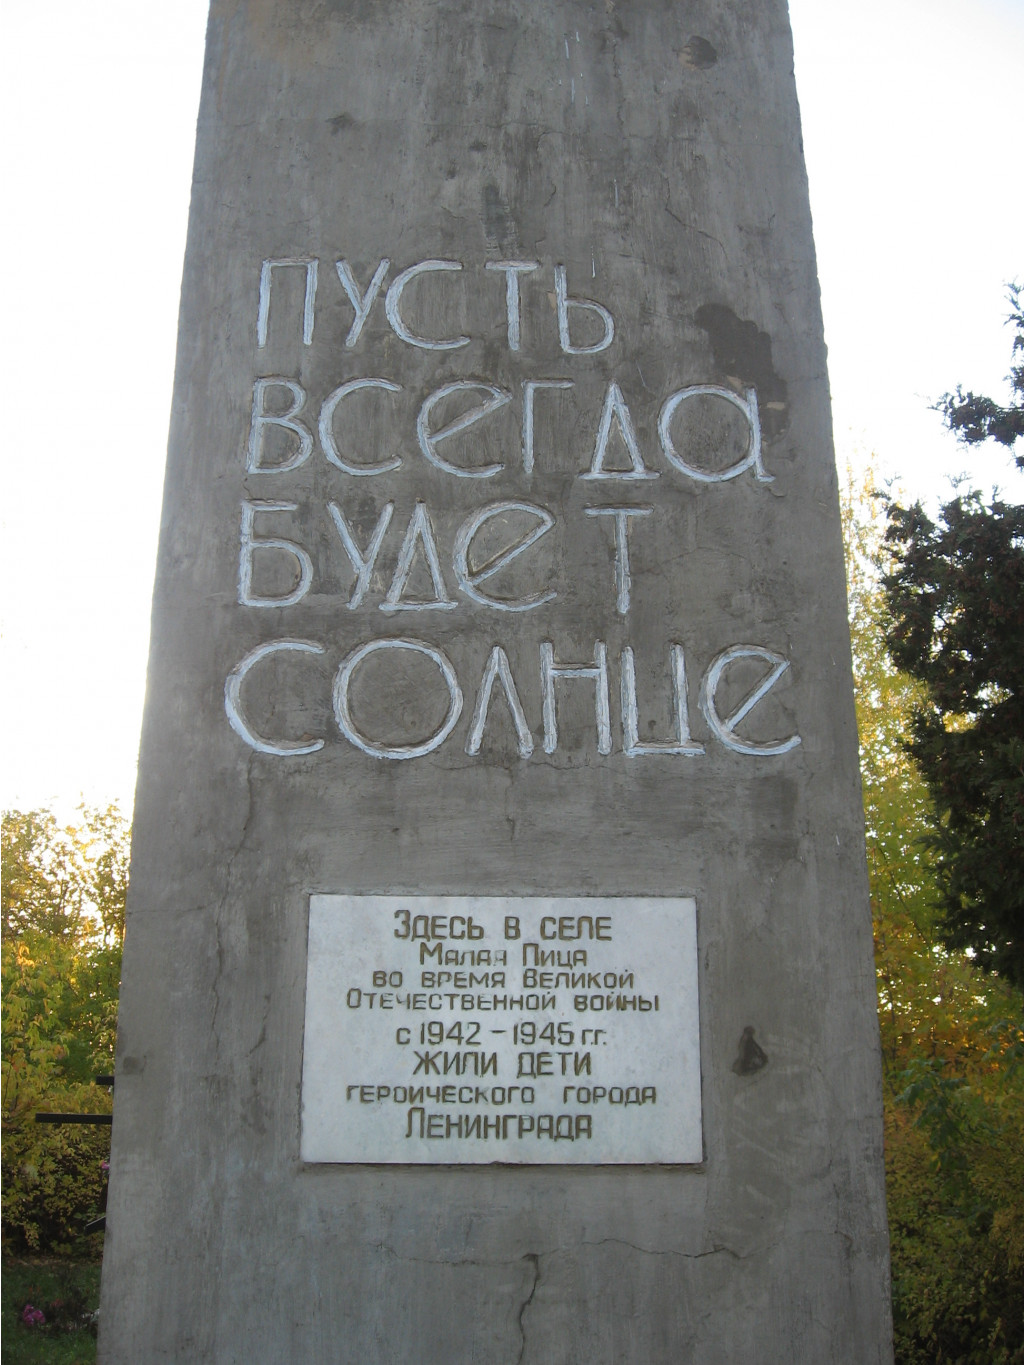 ПУСТЬ
ВСЕГДА
БУДЕТ
СОЛНЦЕ
ЗДЕСЬ В СЕЛЕ
МАЛАЯ ПИЦА
ВО ВРЕМЯ ВЕЛИКОЙ
ОТЕЧЕСТВЕННОЙ ВОЙНЫ
С 1942 – 1945 ГГ.
ЖИЛИ ДЕТИ
ГЕРОИЧЕСКОГО ГОРОДА
ЛЕНИНГРАДА